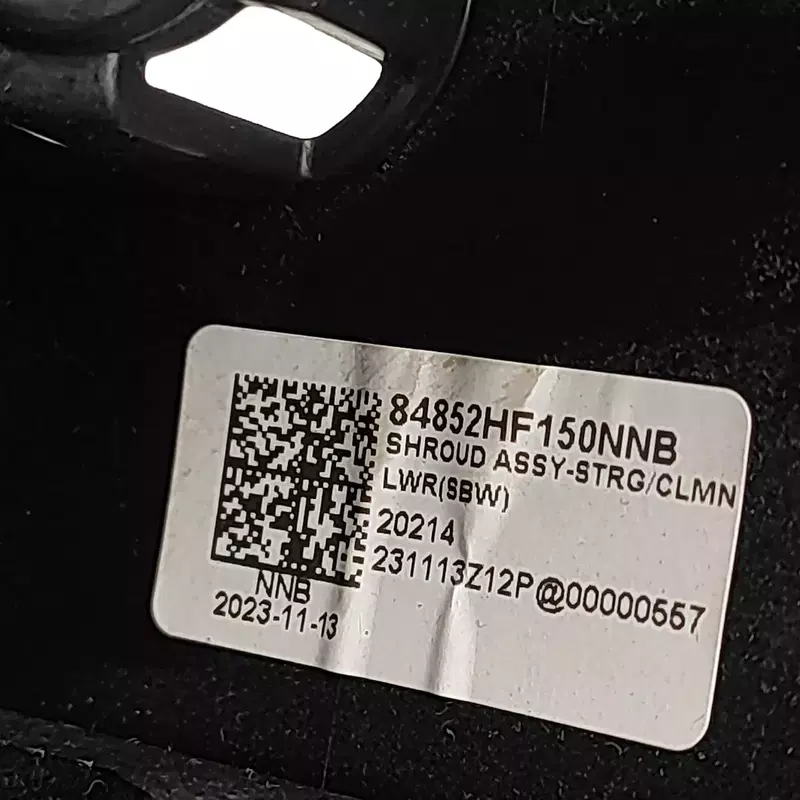 84852HF150NNB
SHROUD ASSY-STRG/CLMN
LWR(SBW)
20214
231113Z12P@00000557
NNB
2023-11-13